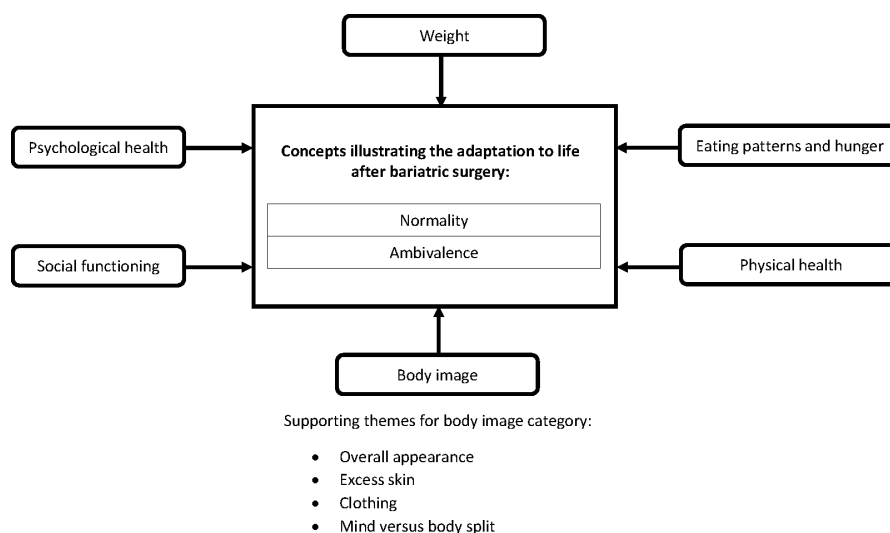 Weight
Psychological health
Concepts illustrating the adaptation to life
after bariatric surgery:
Eating patterns and hunger
Normality
Ambivalence
Social functioning
Physical health
Body image
Supporting themes for body image category:
• Overall appearance
• Excess skin
• Clothing
• Mind versus body split